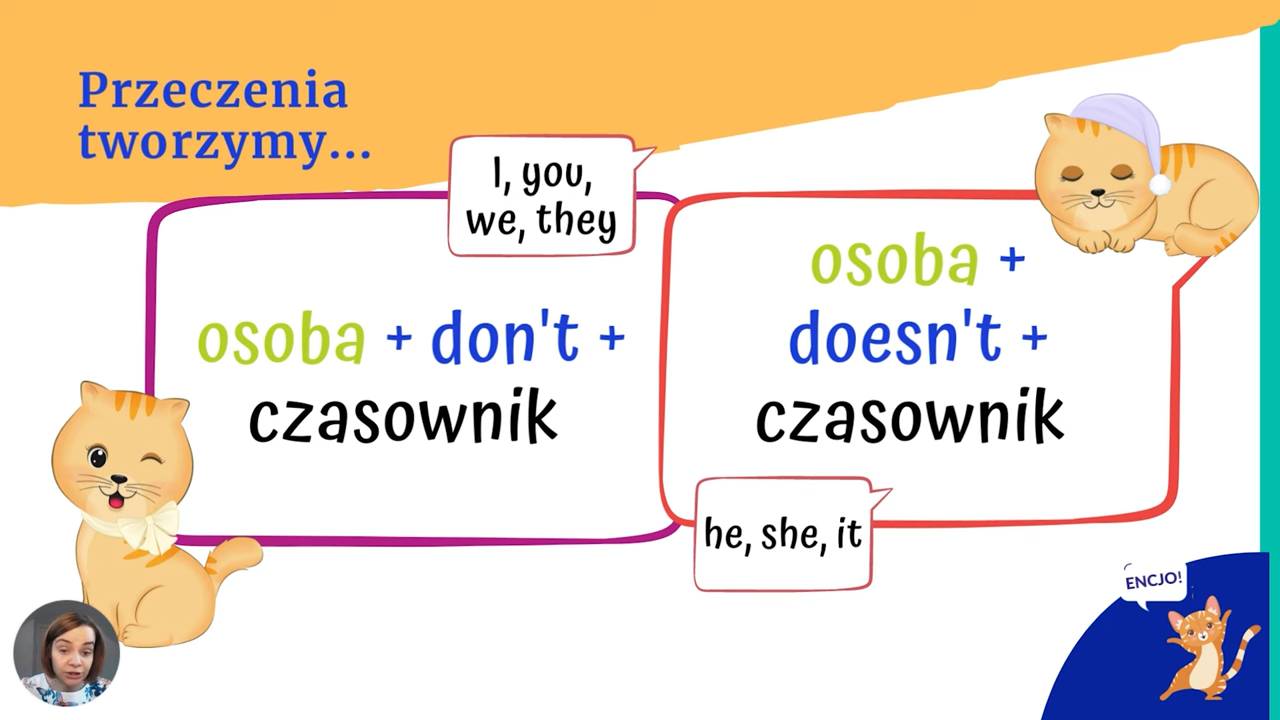 Przeczenia
tworzymy...
I, you,
we, they
osoba + don't +
czasownik
osoba +
doesn't +
czasownik
he, she, it
ENCJO!